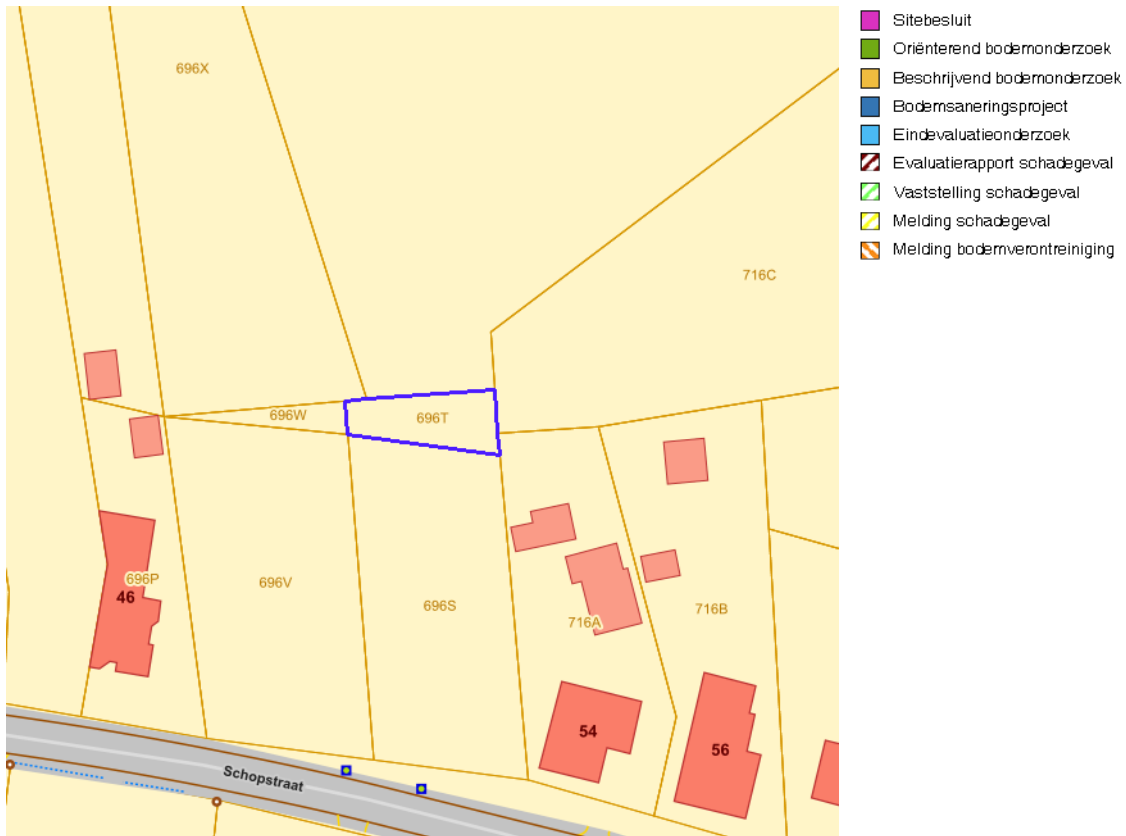 Sitebesluit
Oriënterend bodemonderzoek
Beschrijvend bodemonderzoek
Bodemsaneringsproject
Eindevaluatieonderzoek
Evaluatierapport schadegeval
Vaststelling schadegeval
Melding schadegeval
Melding bodemverontreiniging
696X
716C
696W
696T
696P
46
696V
696S
716A
716B
54
56
Schopstraat